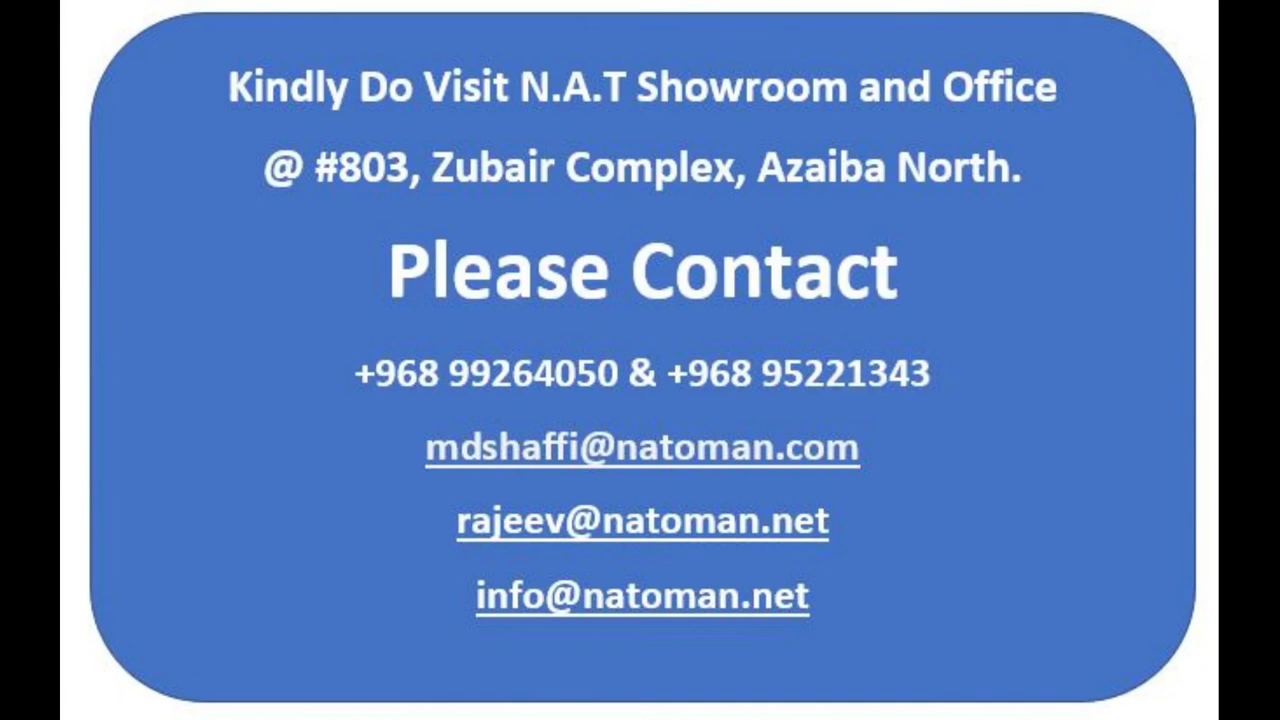 Kindly Do Visit N.A.T Showroom and Office
@ #803, Zubair Complex, Azaiba North.
Please Contact
+968 99264050 & +968 95221343
mdshaffi@natoman.com
rajeev@natoman.net
info@natoman.net